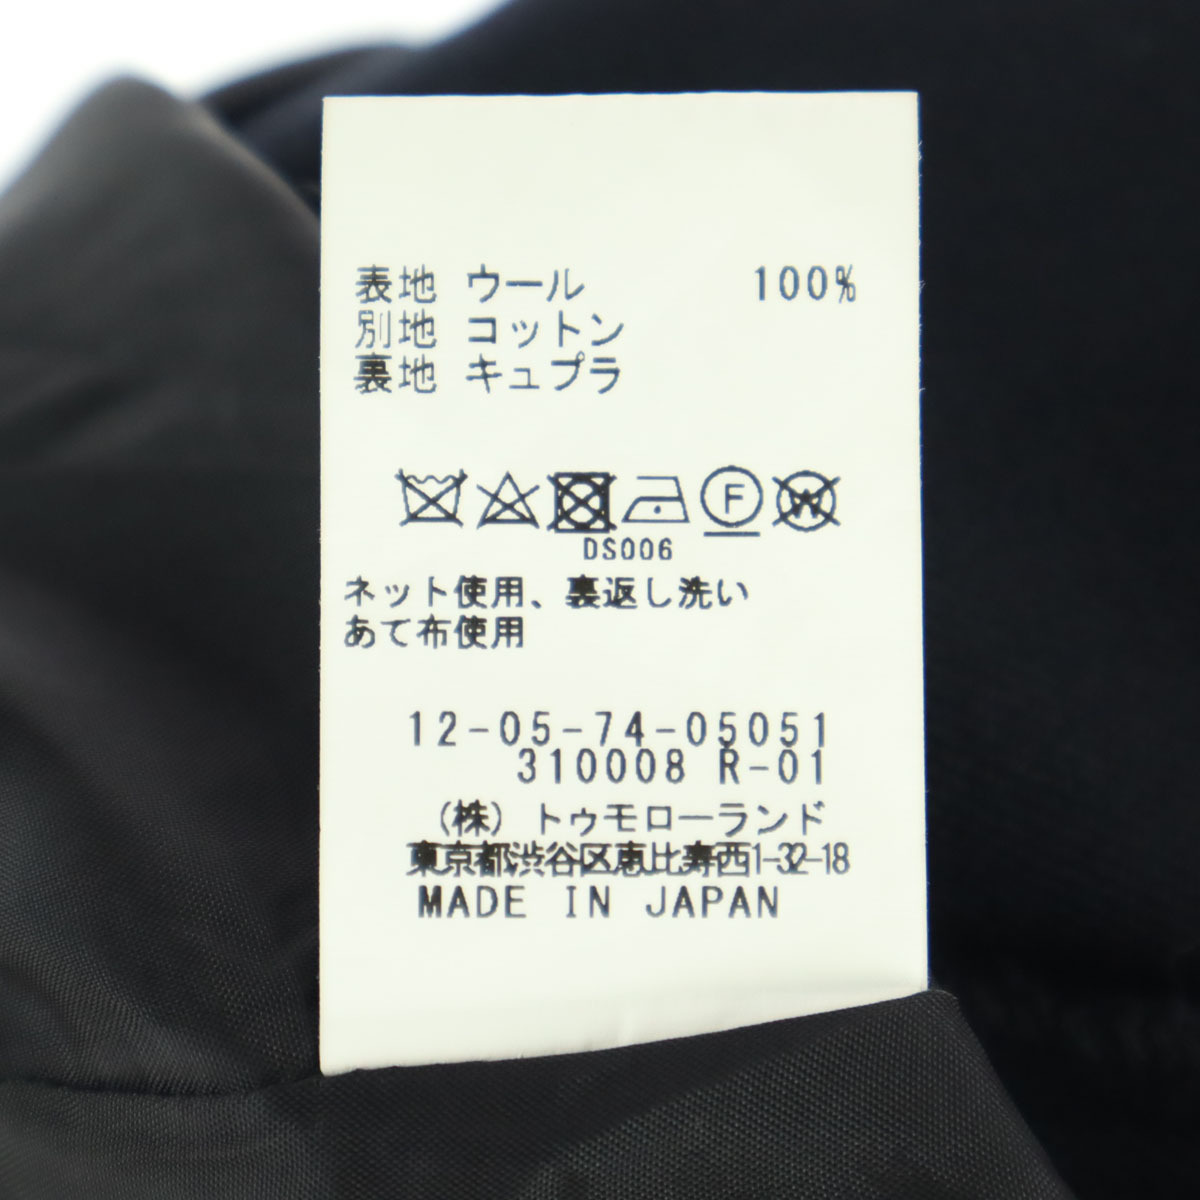 表地 ウール 100%
別地 コットン
裏地 キュプラ
F W
DS006
ネット使用、裏返し洗い
あて布使用
12-05-74-05051
310008 R-01
(株) トゥモローランド
東京都渋谷区恵比寿西1-32-18
MADE IN JAPAN